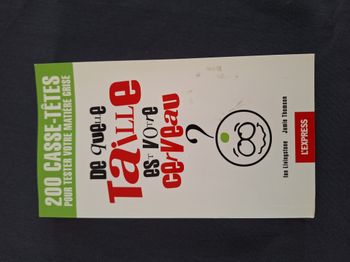 200 CASSE-TÊTES
POUR TESTER VOTRE MATIÈRE GRISE
De quelle
Taille
est votre
cerveau
?
Ian Livingstone Jamie Thomson
L'EXPRESS